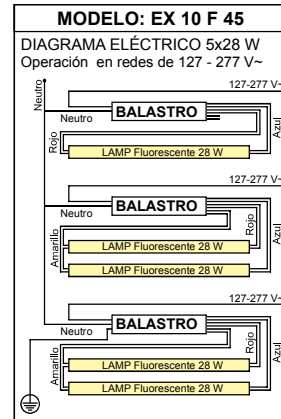 MODELO: EX 10 F 45
DIAGRAMA ELÉCTRICO 5x28 W
Operación en redes de 127 - 277 V~
Neutro
127-277 V~
BALASTRO
Neutro
Rojo
Azul
LAMP Fluorescente 28 W
127-277 V~
BALASTRO
Neutro
Amarillo
Rojo
Azul
LAMP Fluorescente 28 W
LAMP Fluorescente 28 W
127-277 V~
BALASTRO
Neutro
Amarillo
Rojo
Azul
LAMP Fluorescente 28 W
LAMP Fluorescente 28 W